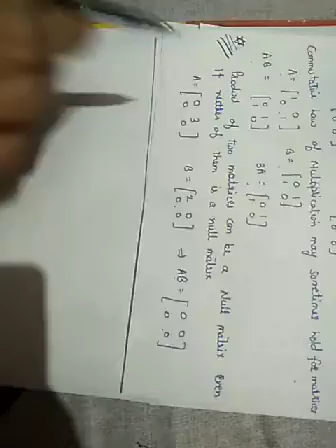 Commutative Law of Multiplication may sometimes hold for matrices
A = [1 0
0 1] B = [0 1
1 0]
AB = [0 1
1 0] BA = [0 1
1 0]
Product of two matrices can be a Null matrix even
If neither of them is a null matrix
A = [0 3
0 0] B = [2 0
0 0] → AB = [0 0
0 0]